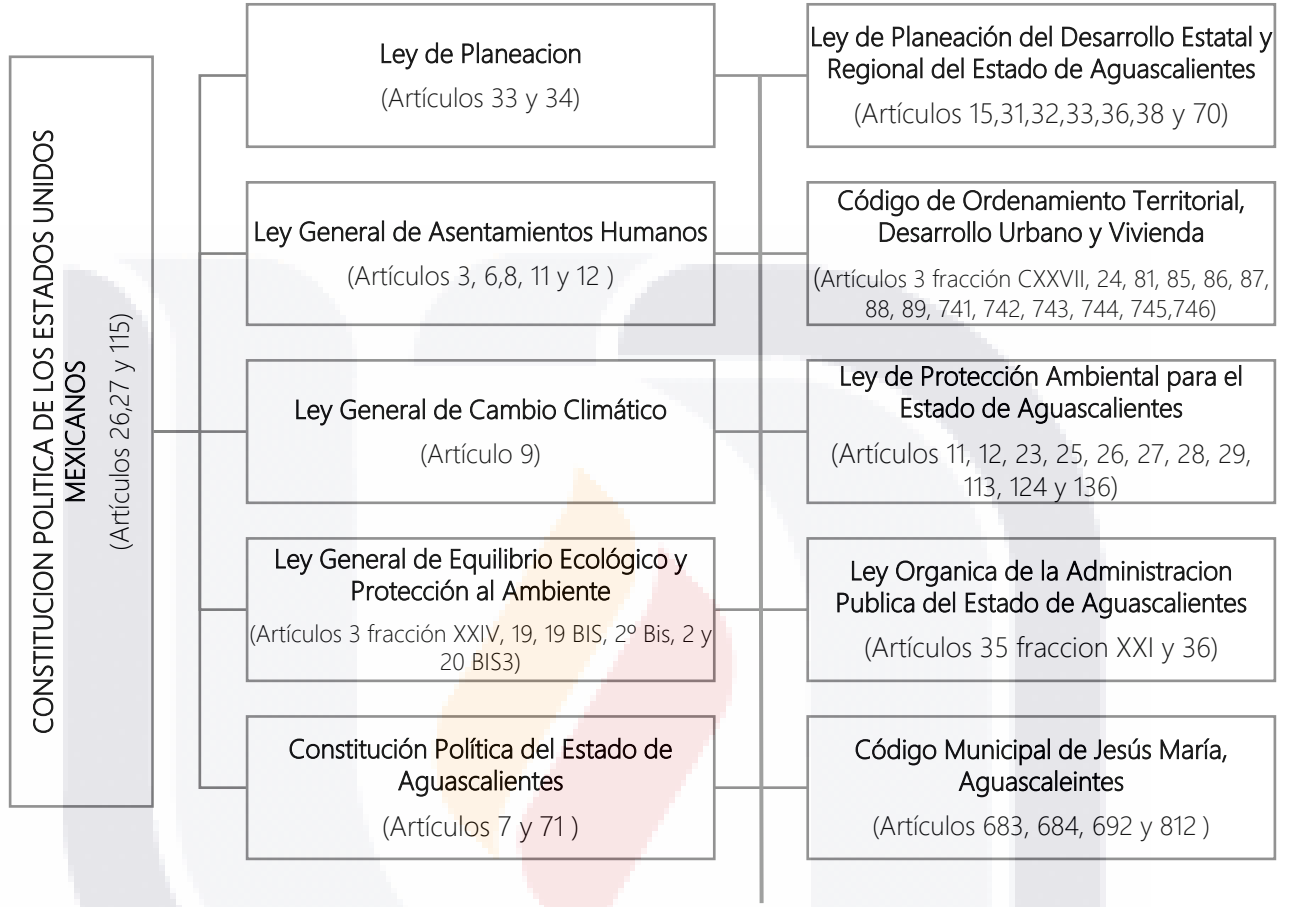 CONSTITUCION POLITICA DE LOS ESTADOS UNIDOS
MEXICANOS
(Artículos 26,27 y 115)
Ley de Planeacion
(Artículos 33 y 34)
Ley General de Asentamientos Humanos
(Artículos 3, 6,8, 11 y 12 )
Ley General de Cambio Climático
(Artículo 9)
Ley General de Equilibrio Ecológico y
Protección al Ambiente
(Artículos 3 fracción XXIV, 19, 19 BIS, 2º Bis, 2 y
20 BIS3)
Constitución Política del Estado de
Aguascalientes
(Artículos 7 y 71 )
Ley de Planeación del Desarrollo Estatal y
Regional del Estado de Aguascalientes
(Artículos 15,31,32,33,36,38 y 70)
Código de Ordenamiento Territorial,
Desarrollo Urbano y Vivienda
(Artículos 3 fracción CXXVII, 24, 81, 85, 86, 87,
88, 89, 741, 742, 743, 744, 745,746)
Ley de Protección Ambiental para el
Estado de Aguascalientes
(Artículos 11, 12, 23, 25, 26, 27, 28, 29,
113, 124 y 136)
Ley Organica de la Administracion
Publica del Estado de Aguascalientes
(Artículos 35 fraccion XXI y 36)
Código Municipal de Jesús María,
Aguascaleintes
(Artículos 683, 684, 692 y 812 )